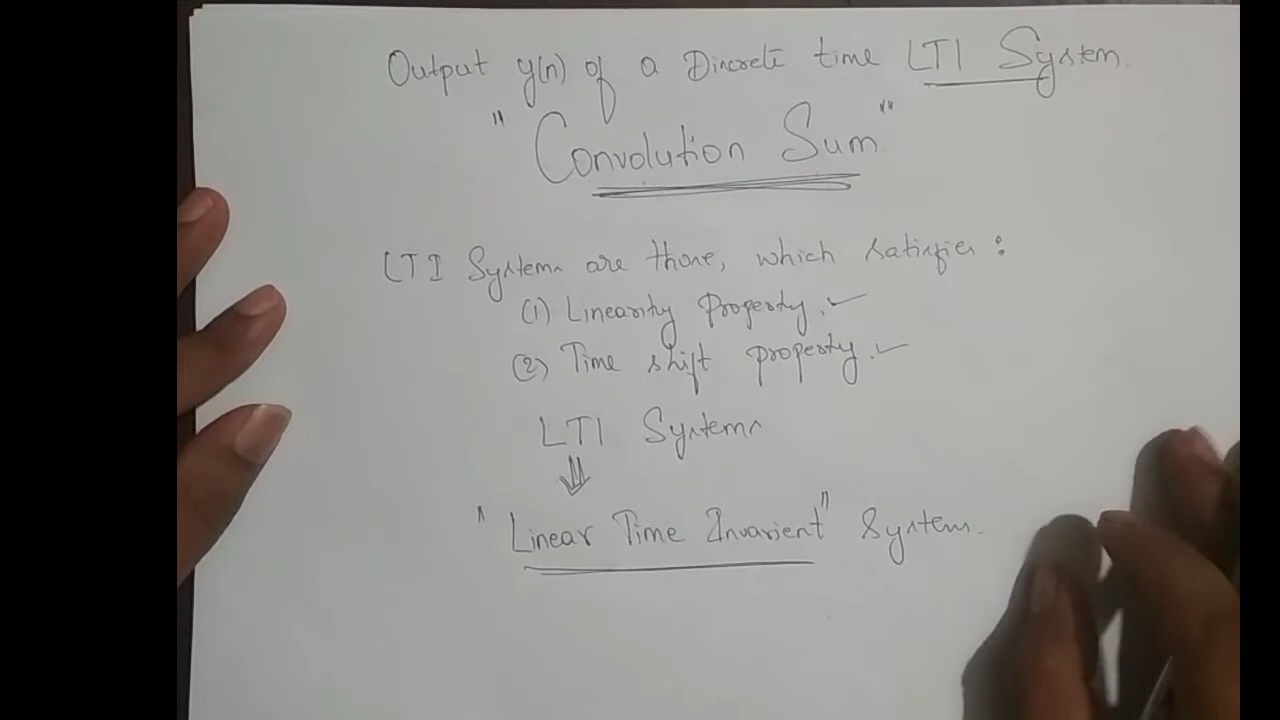 Output y(n) of a Discrete time LTI System.
" Convolution Sum "
LTI Systems are those, which satisfies :
(1) Linearity Property. ✓
(2) Time shift property. ✓
LTI Systems
⇓
" Linear Time Invarient " System.